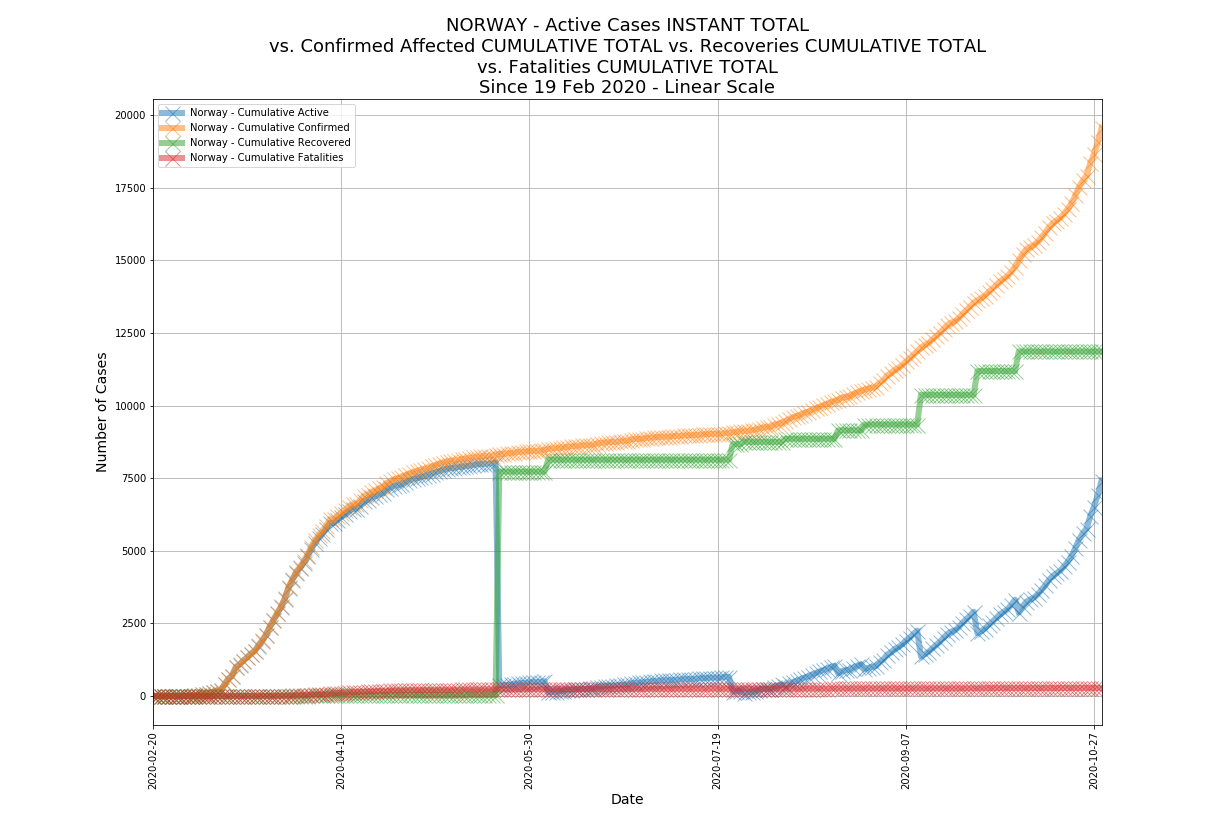 NORWAY - Active Cases INSTANT TOTAL
vs. Confirmed Affected CUMULATIVE TOTAL vs. Recoveries CUMULATIVE TOTAL
vs. Fatalities CUMULATIVE TOTAL
Since 19 Feb 2020 - Linear Scale
Norway - Cumulative Active
Norway - Cumulative Confirmed
Norway - Cumulative Recovered
Norway - Cumulative Fatalities
Number of Cases
20000
17500
15000
12500
10000
7500
5000
2500
0
2020-02-20
2020-04-10
2020-05-30
2020-07-19
2020-09-07
2020-10-27
Date